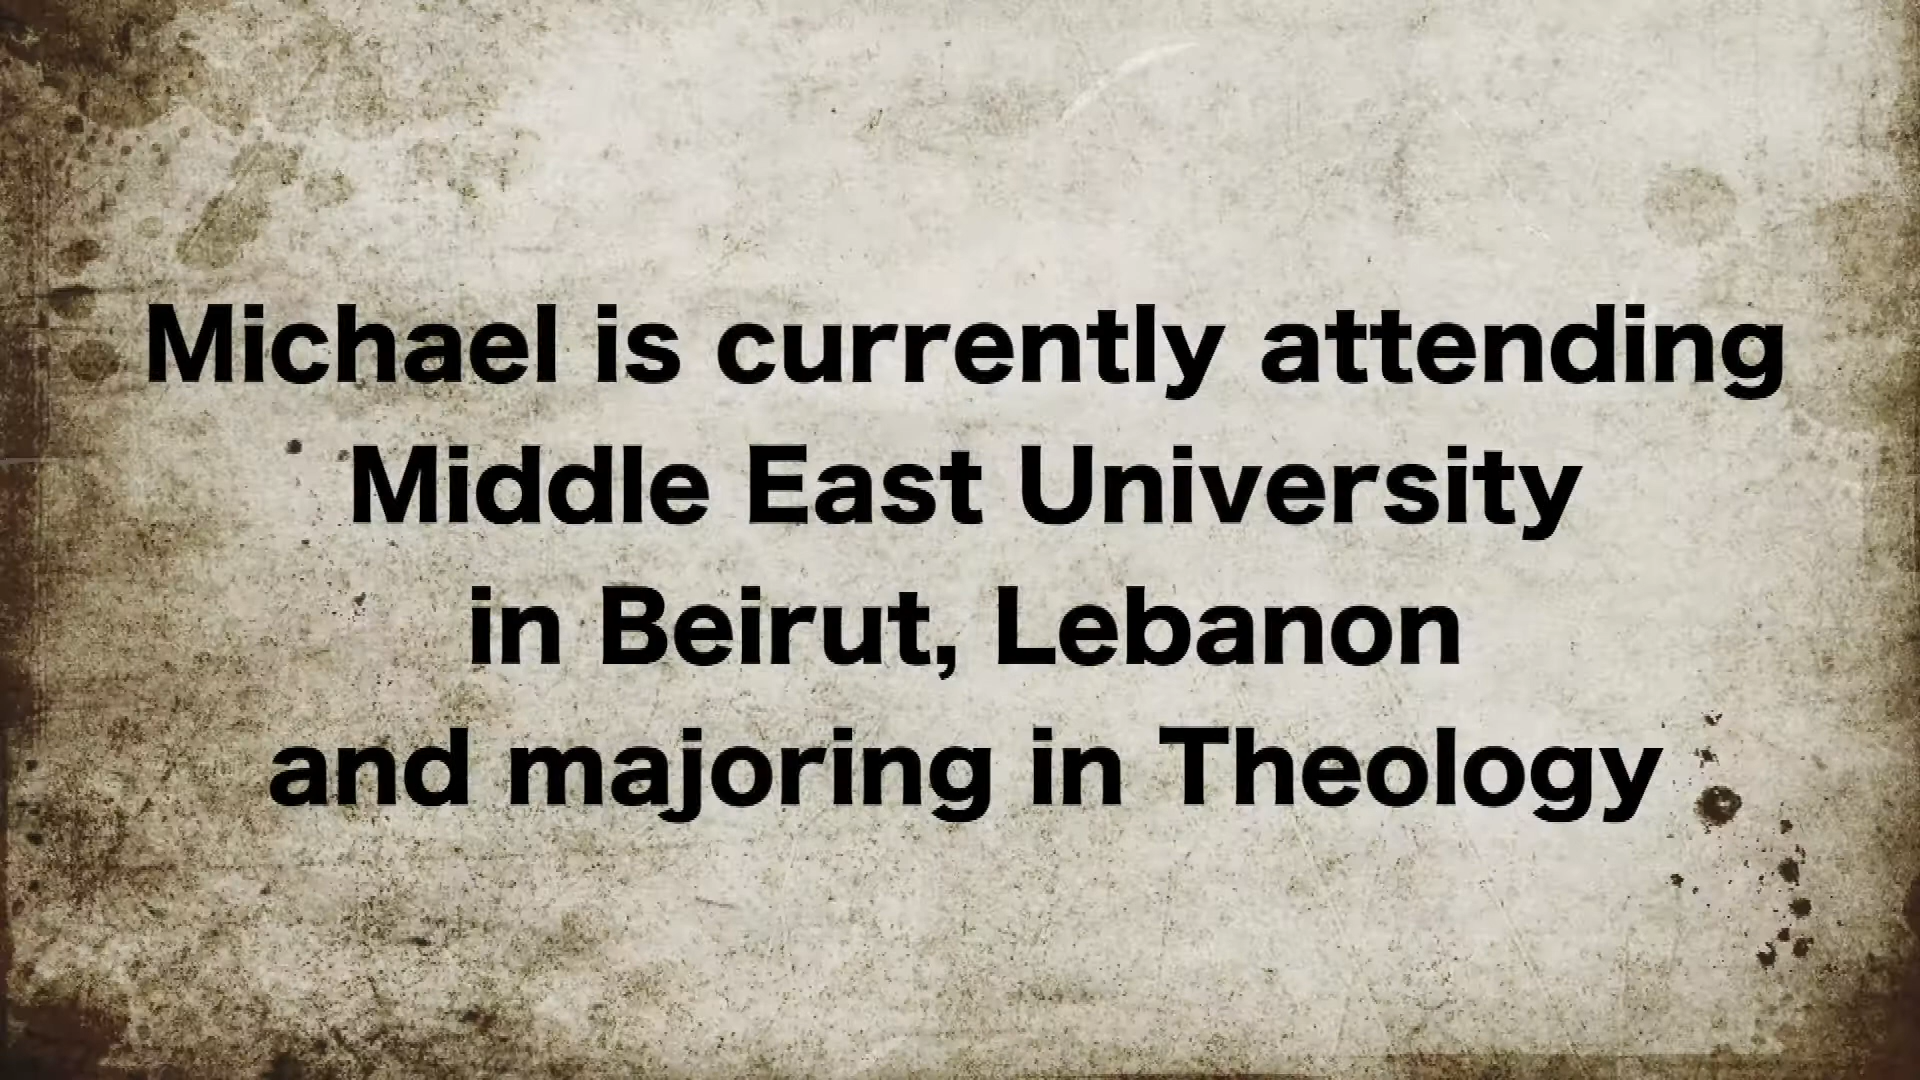 Michael is currently attending
Middle East University
in Beirut, Lebanon
and majoring in Theology